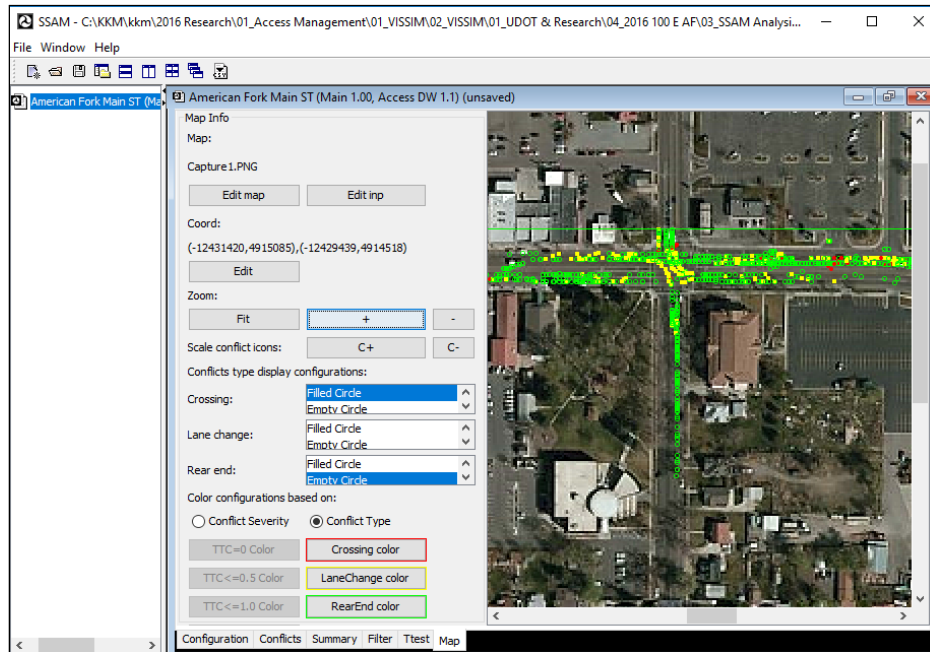 SSAM - C:\KKM\kkm\2016 Research\01_Access Management\01_VISSIM\02_VISSIM\01_UDOT & Research\04_2016 100 E AF\03_SSAM Analysi...
File Window Help
American Fork Main ST (Ma
American Fork Main ST (Main 1.00, Access DW 1.1) (unsaved)
Map Info
Map:
Capture1.PNG
Edit map Edit inp
Coord:
(-12431420,4915085),(-12429439,4914518)
Edit
Zoom:
Fit + -
Scale conflict icons: C+ C-
Conflicts type display configurations:
Crossing: Filled Circle
Empty Circle
Lane change: Filled Circle
Empty Circle
Rear end: Filled Circle
Empty Circle
Color configurations based on:
Conflict Severity Conflict Type
TTC=0 Color Crossing color
TTC<=0.5 Color LaneChange color
TTC<=1.0 Color RearEnd color
Configuration Conflicts Summary Filter Ttest Map